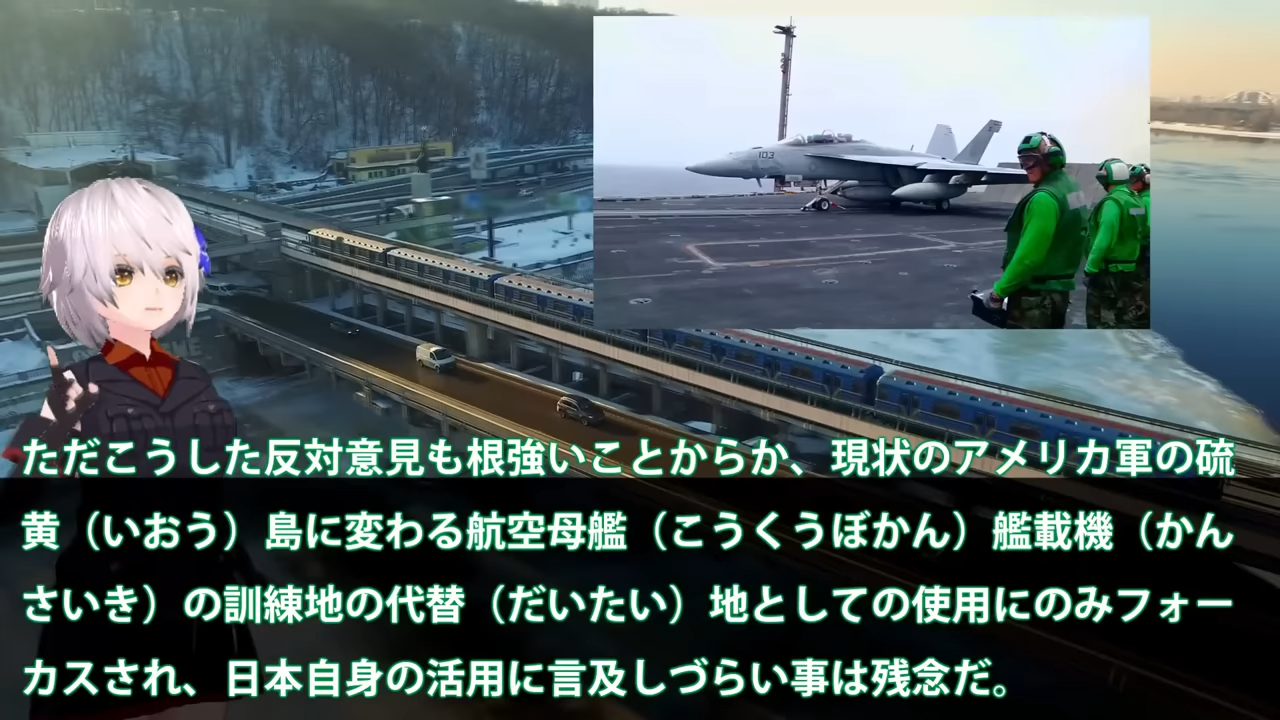 103
ただこうした反対意見も根強いことからか、現状のアメリカ軍の硫
黄（いおう）島に変わる航空母艦（こうくうぼかん）艦載機（かん
さいき）の訓練地の代替（だいたい）地としての使用にのみフォー
カスされ、日本自身の活用に言及しづらい事は残念だ。